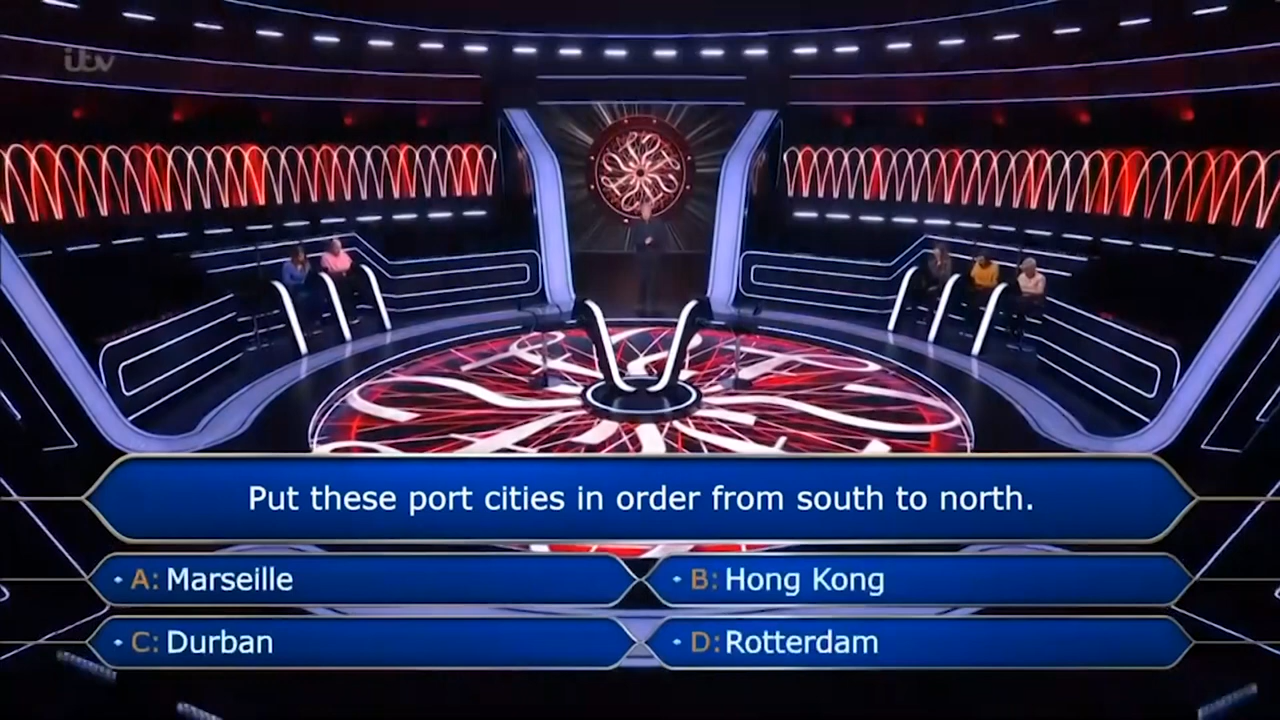 itv
Put these port cities in order from south to north.
A: Marseille
B: Hong Kong
C: Durban
D: Rotterdam